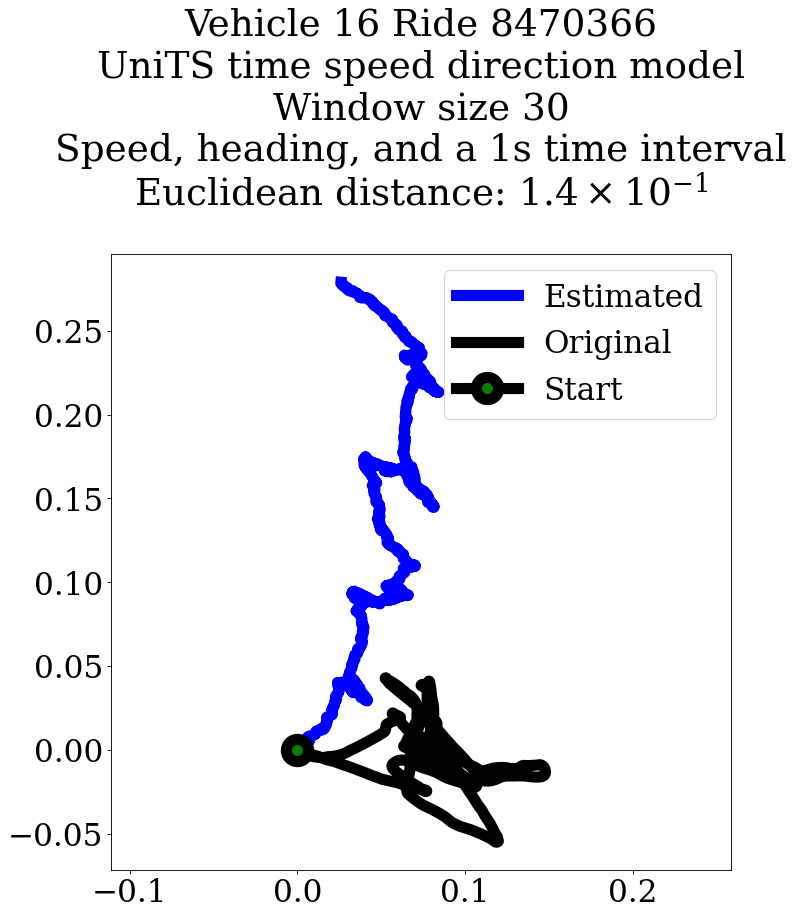 Vehicle 16 Ride 8470366
UniTS time speed direction model
Window size 30
Speed, heading, and a 1s time interval
Euclidean distance: 1.4 × 10⁻¹
Estimated
Original
Start
0.25
0.20
0.15
0.10
0.05
0.00
−0.05
−0.1
0.0
0.1
0.2